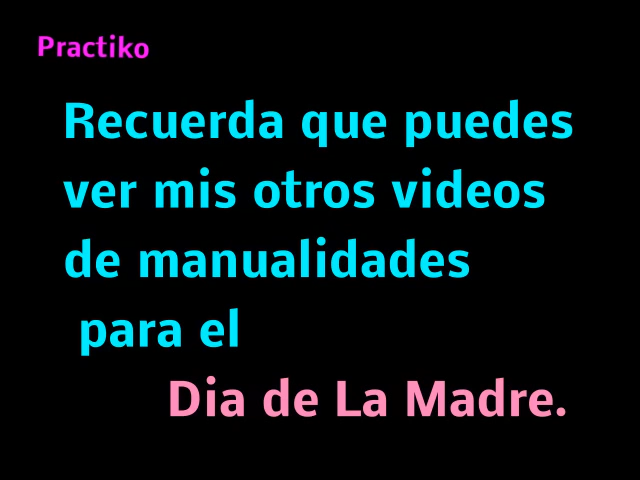 Practiko
Recuerda que puedes
ver mis otros videos
de manualidades
para el
Dia de La Madre.